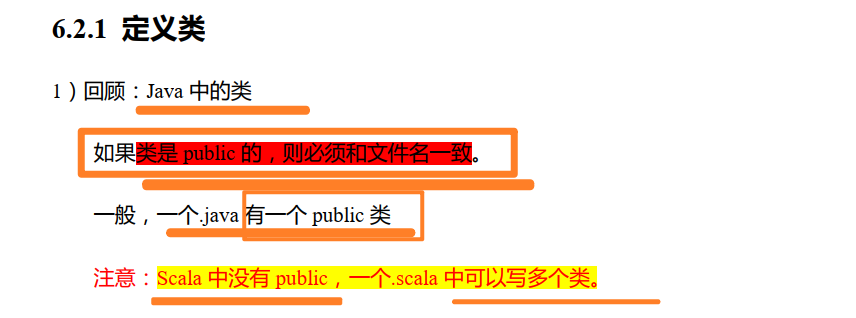 6.2.1 定义类
1）回顾：Java 中的类
如果类是 public 的，则必须和文件名一致。
一般，一个.java 有一个 public 类
注意：Scala 中没有 public，一个.scala 中可以写多个类。